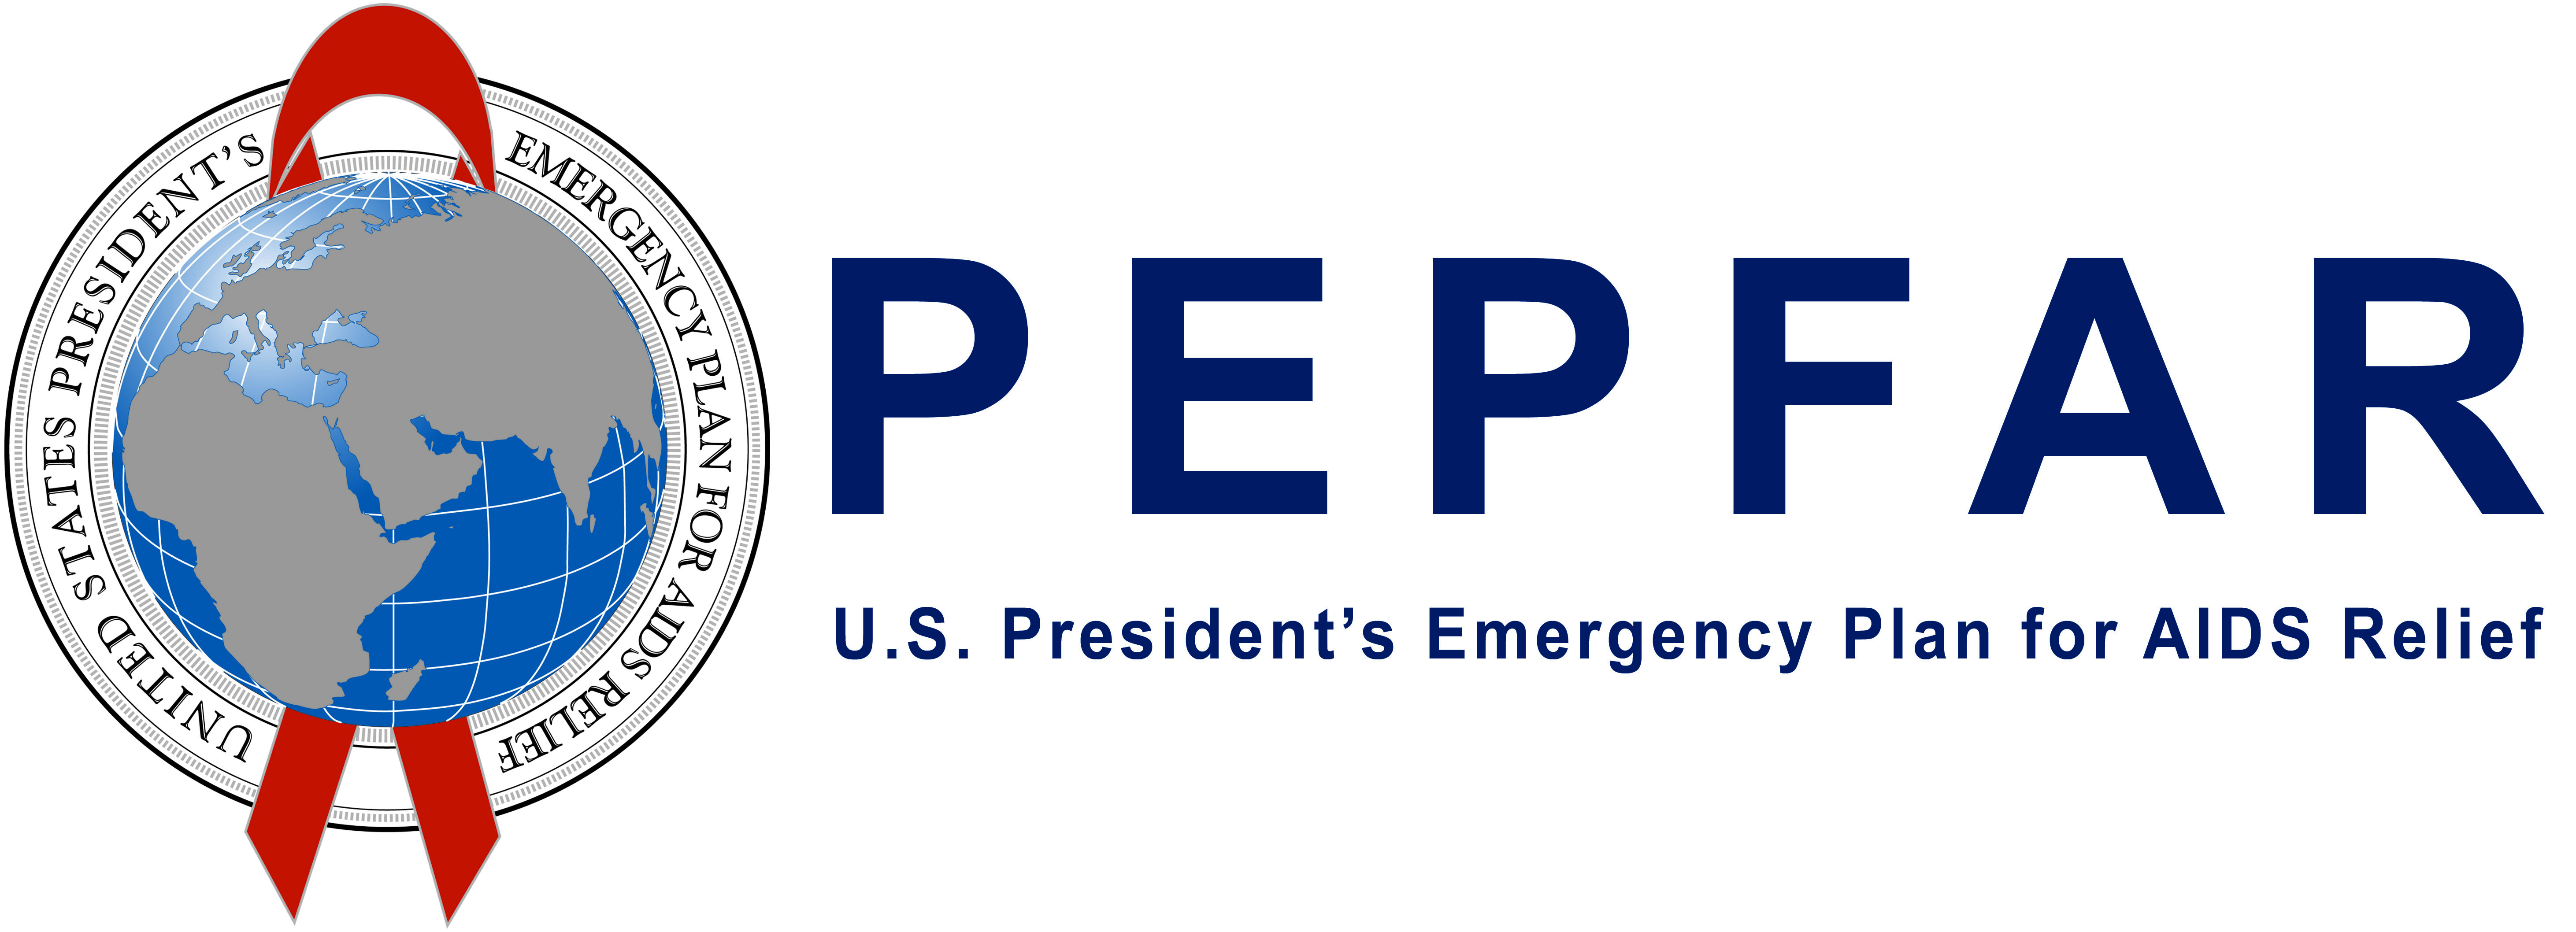 UNITED STATES PRESIDENT'S EMERGENCY PLAN FOR AIDS RELIEF
PEPFAR
U.S. President’s Emergency Plan for AIDS Relief